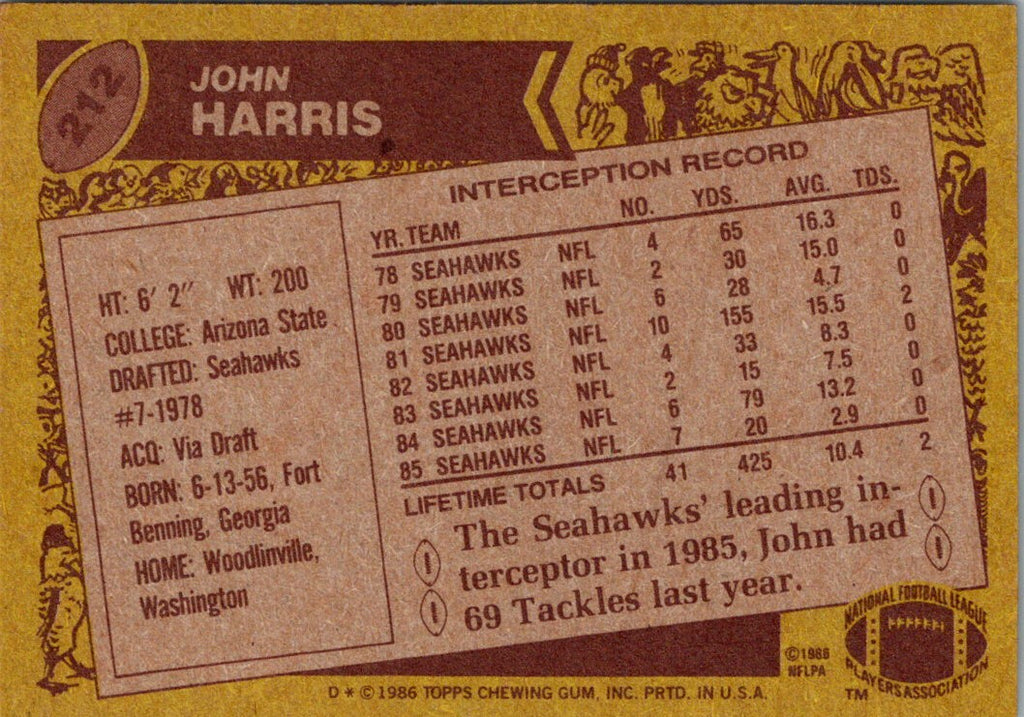 212
JOHN
HARRIS
INTERCEPTION RECORD
YR. TEAM NO. YDS. AVG. TDS.
78 SEAHAWKS NFL 4 65 16.3 0
79 SEAHAWKS NFL 2 30 15.0 0
80 SEAHAWKS NFL 6 28 4.7 0
81 SEAHAWKS NFL 10 155 15.5 2
82 SEAHAWKS NFL 4 33 8.3 0
83 SEAHAWKS NFL 2 15 7.5 0
84 SEAHAWKS NFL 6 79 13.2 0
85 SEAHAWKS NFL 7 20 2.9 0
LIFETIME TOTALS 41 425 10.4 2
HT: 6' 2" WT: 200
COLLEGE: Arizona State
DRAFTED: Seahawks
#7-1978
ACQ: Via Draft
BORN: 6-13-56, Fort
Benning, Georgia
HOME: Woodlinville,
Washington
The Seahawks' leading in-
terceptor in 1985, John had
69 Tackles last year.
©1986
NFLPA
NATIONAL FOOTBALL LEAGUE
PLAYERS ASSOCIATION
TM
D * © 1986 TOPPS CHEWING GUM, INC. PRTD. IN U.S.A.